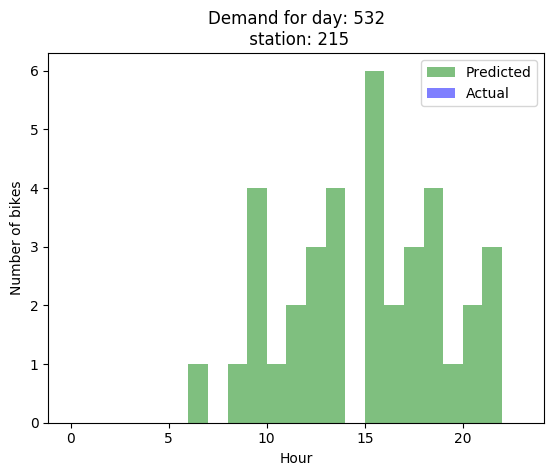 Demand for day: 532
station: 215
Predicted
Actual
6
5
4
3
2
1
0
Number of bikes
0
5
10
15
20
Hour